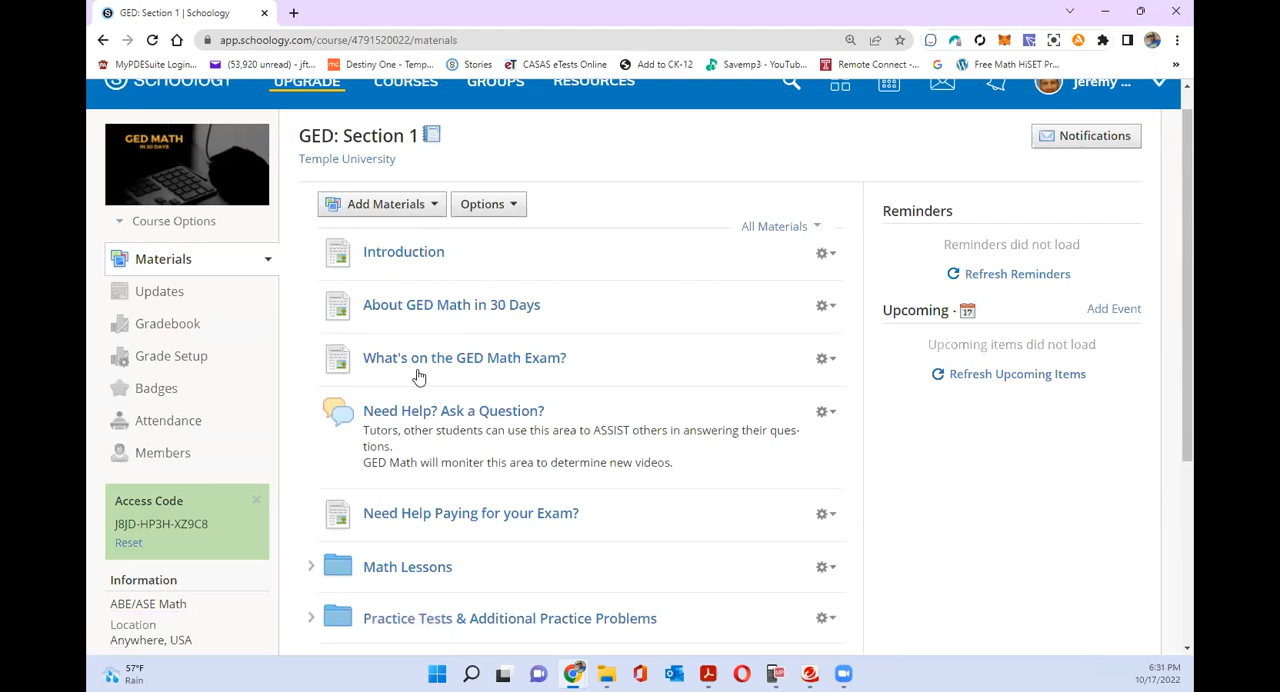 GED: Section 1 | Schoology
app.schoology.com/course/4791520022/materials
MyPDESuite Login... (53,920 unread) - jft... Destiny One - Temp... Stories CASAS eTests Online Add to CK-12 Savemp3 - YouTub... Remote Connect -... Free Math HiSET Pr... »
SCHOOLOGY UPGRADE COURSES GROUPS RESOURCES Jeremy ...
GED MATH
IN 30 DAYS
GED: Section 1
Temple University
Notifications
Course Options
Materials
Updates
Gradebook
Grade Setup
Badges
Attendance
Members
Access Code
J8JD-HP3H-XZ9C8
Reset
Information
ABE/ASE Math
Location
Anywhere, USA
Add Materials Options
All Materials
Introduction
About GED Math in 30 Days
What's on the GED Math Exam?
Need Help? Ask a Question?
Tutors, other students can use this area to ASSIST others in answering their ques-
tions.
GED Math will moniter this area to determine new videos.
Need Help Paying for your Exam?
Math Lessons
Practice Tests & Additional Practice Problems
Reminders
Reminders did not load
Refresh Reminders
Upcoming · 17 Add Event
Upcoming items did not load
Refresh Upcoming Items
57°F
Rain
6:31 PM
10/17/2022